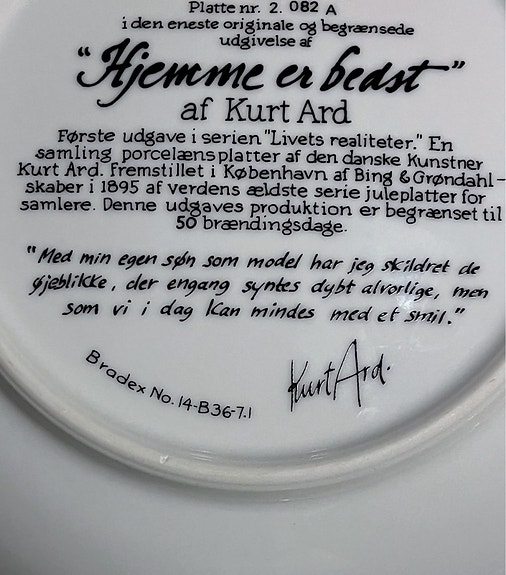 Platte nr. 2. 082 A
i den eneste originale og begrænsede
udgivelse af
"Hjemme er bedst"
af Kurt Ard
Første udgave i serien "Livets realiteter." En
samling porcelænsplatter af den danske Kunstner
Kurt Ard. Fremstillet i København af Bing & Grøndahl-
skaber i 1895 af verdens ældste serie juleplatter for
samlere. Denne udgaves produktion er begrænset til
50 brændingsdage.
"Med min egen søn som model har jeg skildret de
øjeblikke, der engang syntes dybt alvorlige, men
som vi i dag kan mindes med et smil."
Kurt Ard.
Bradex No. 14-B36-7.1